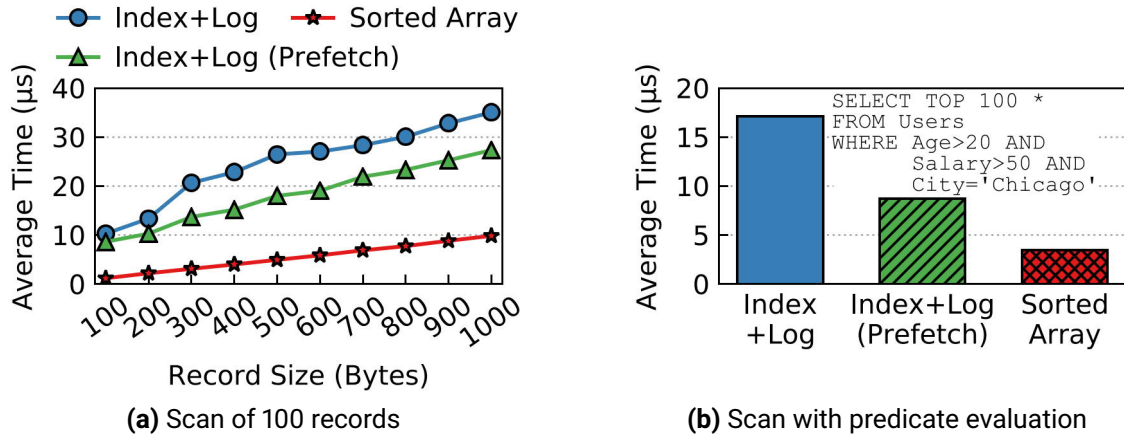 Index+Log
Sorted Array
Index+Log (Prefetch)
Average Time (µs)
40
30
20
10
0
100
200
300
400
500
600
700
800
900
1000
Record Size (Bytes)
(a) Scan of 100 records
Average Time (µs)
20
15
10
5
0
SELECT TOP 100 *
FROM Users
WHERE Age>20 AND
Salary>50 AND
City='Chicago'
Index
+Log
Index+Log
(Prefetch)
Sorted
Array
(b) Scan with predicate evaluation